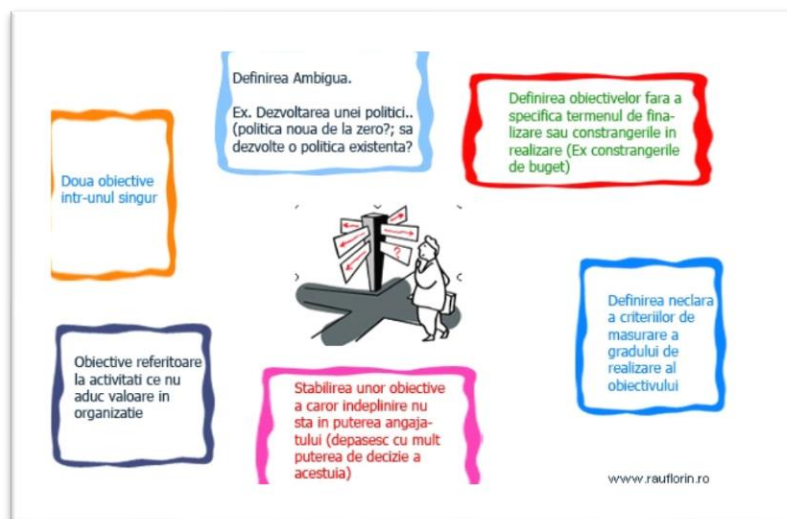 Definirea Ambigua.
Ex. Dezvoltarea unei politici..
(politica noua de la zero?; sa
dezvolte o politica existenta?
Definirea obiectivelor fara a
specifica termenul de fina-
lizare sau constrangerile in
realizare (Ex constrangerile
de buget)
Doua obiective
intr-unul singur
?
Definirea neclara
a criteriilor de
masurare a
gradului de
realizare al
obiectivului
Obiective referitoare
la activitati ce nu
aduc valoare in
organizatie
Stabilirea unor obiective
a caror indeplinire nu
sta in puterea angaja-
tului (depasesc cu mult
puterea de decizie a
acestuia)
www.rauflorin.ro